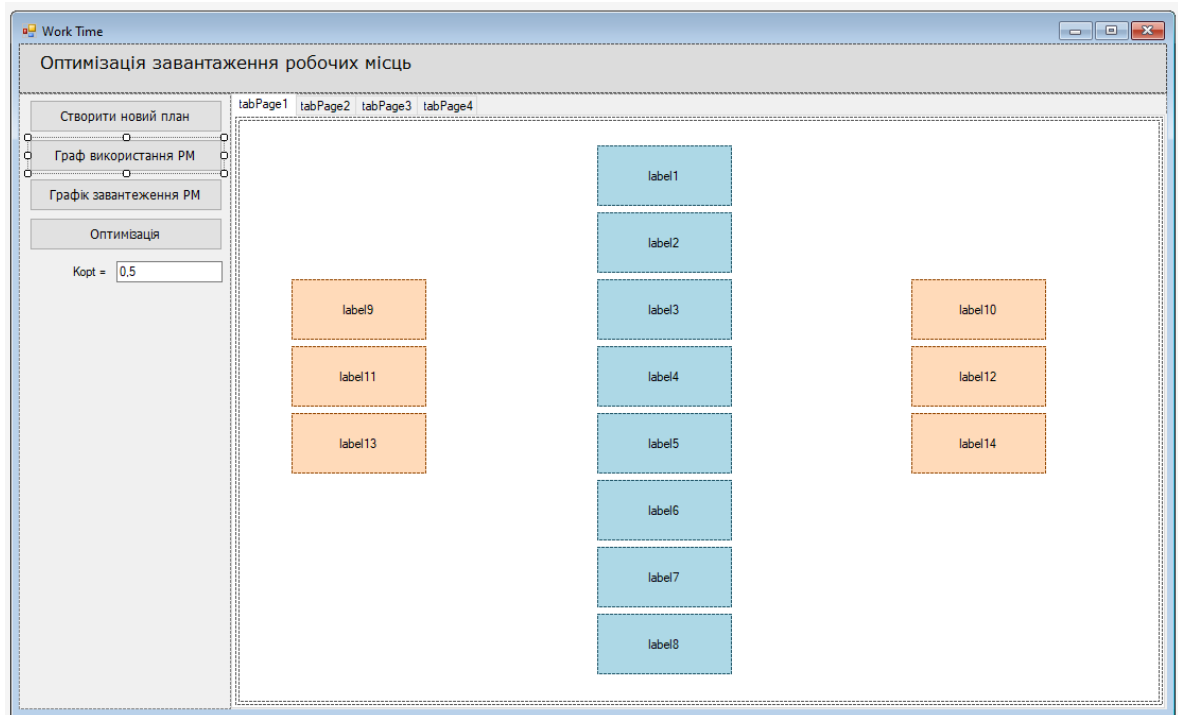 Work Time
Оптимізація завантаження робочих місць
Створити новий план
Граф використання РМ
Графік завантеження РМ
Оптимізація
Kopt = 0,5
tabPage1 tabPage2 tabPage3 tabPage4
label1
label2
label9 label3 label10
label11 label4 label12
label13 label5 label14
label6
label7
label8